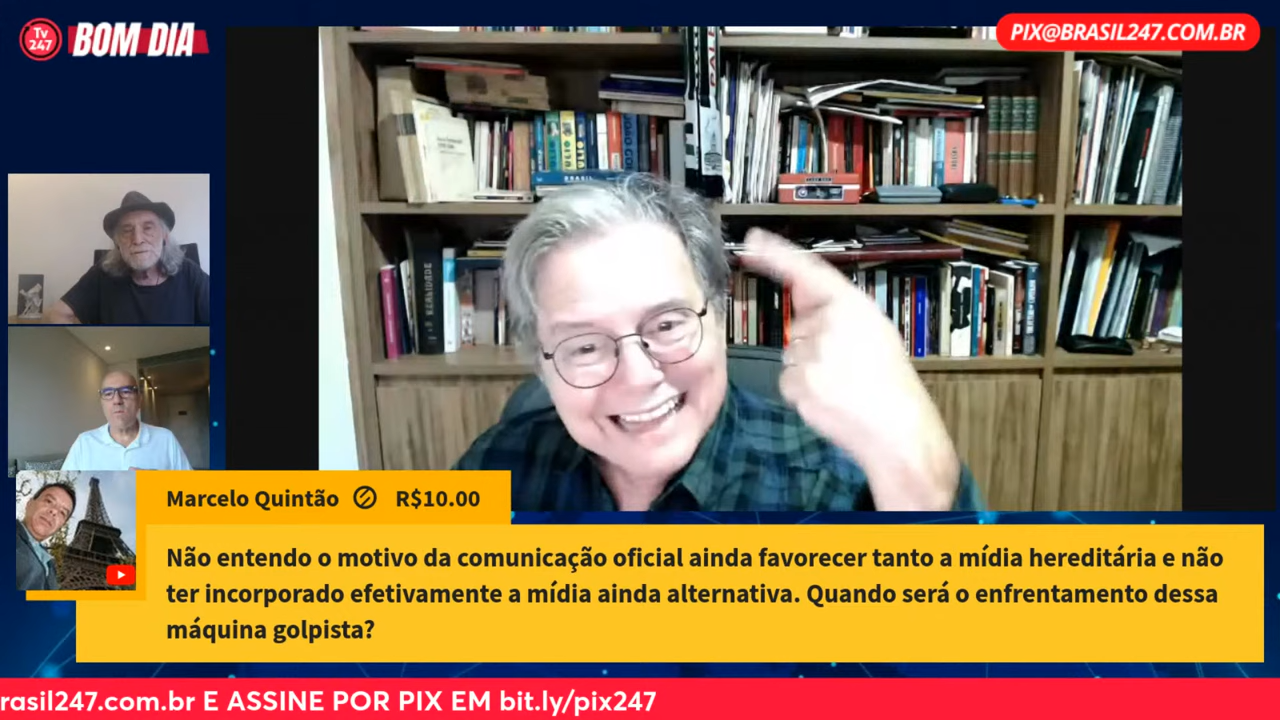 Tv 247
BOM DIA
PIX@BRASIL247.COM.BR
BRASIL
Marcelo Quintão R$10.00
Não entendo o motivo da comunicação oficial ainda favorecer tanto a mídia hereditária e não
ter incorporado efetivamente a mídia ainda alternativa. Quando será o enfrentamento dessa
máquina golpista?
rasil247.com.br E ASSINE POR PIX EM bit.ly/pix247